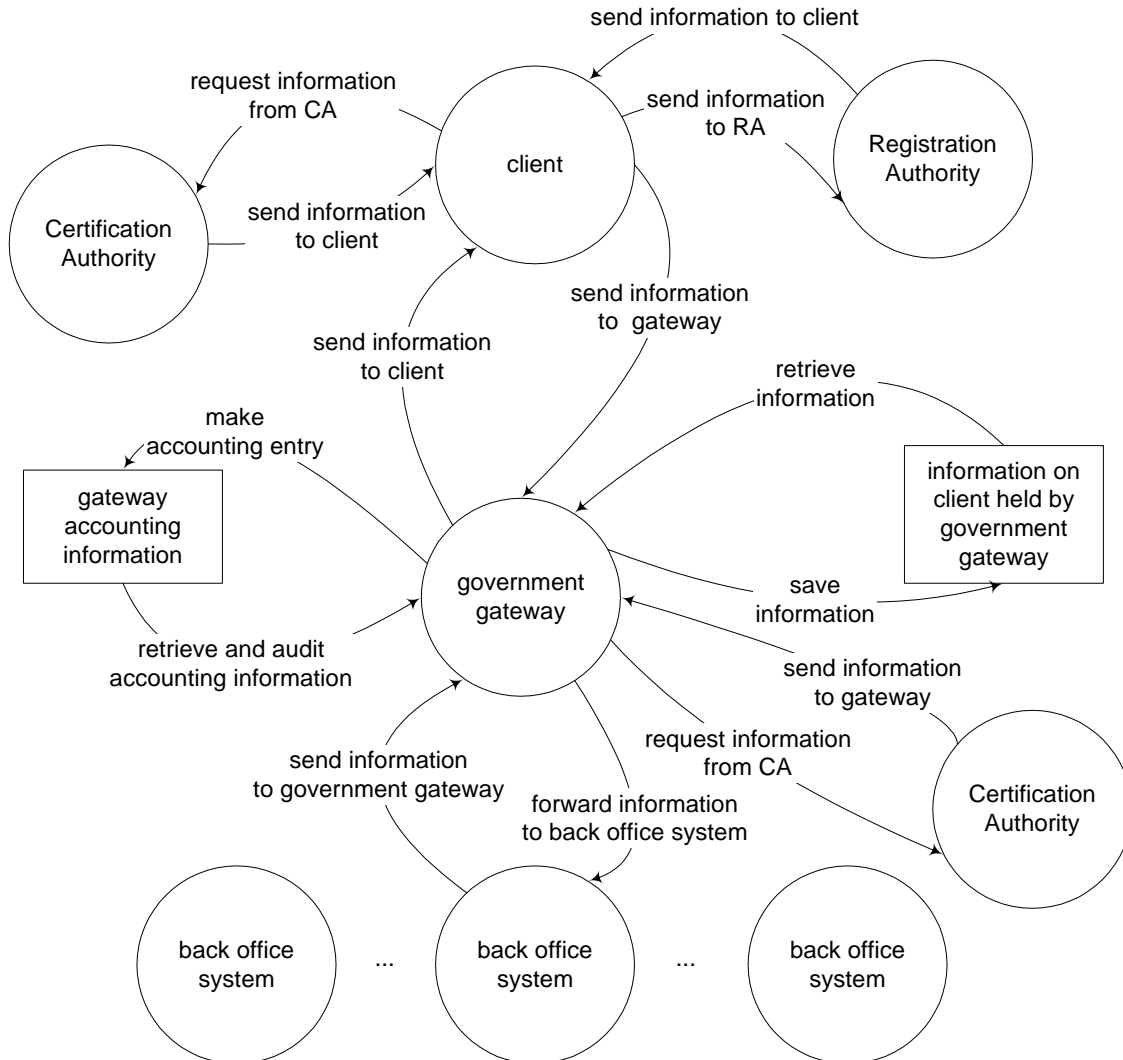 send information to client
request information
from CA
send information
to RA
client
Registration
Authority
Certification
Authority
send information
to client
send information
to gateway
send information
to client
retrieve
information
make
accounting entry
gateway
accounting
information
information on
client held by
government
gateway
government
gateway
save
information
retrieve and audit
accounting information
send information
to gateway
send information
to government gateway
request information
from CA
forward information
to back office system
Certification
Authority
back office
system
...
back office
system
...
back office
system